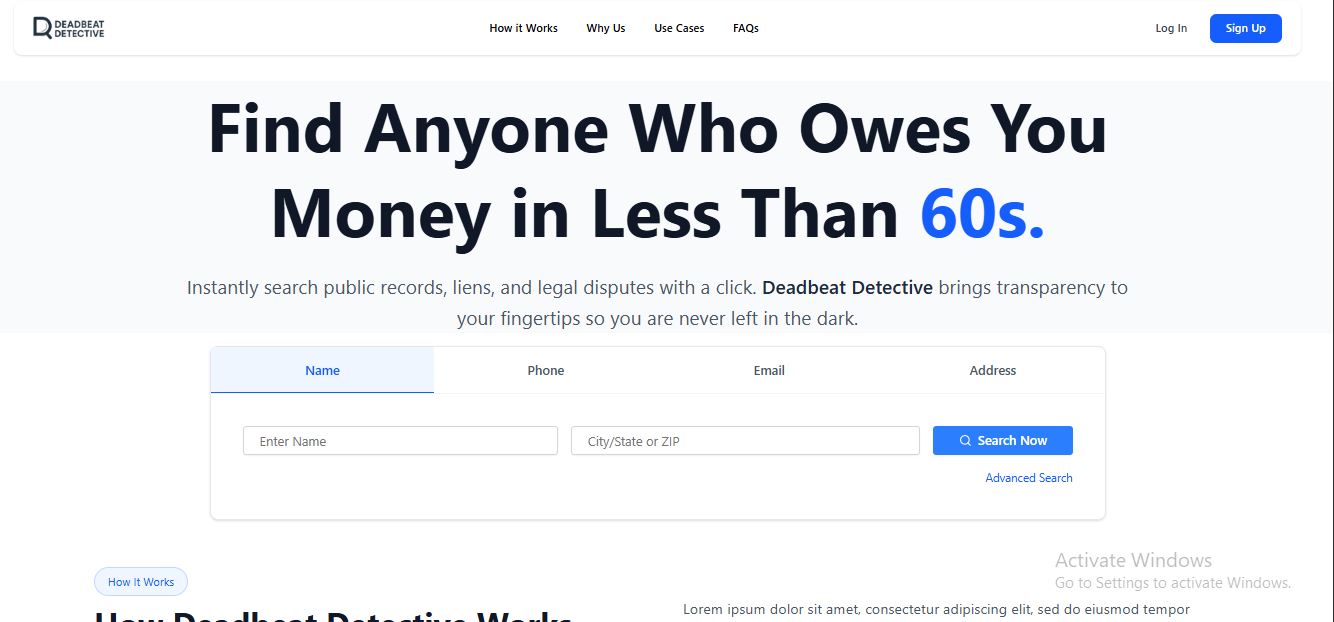 DEADBEAT
DETECTIVE
How it Works
Why Us
Use Cases
FAQs
Log In
Sign Up
Find Anyone Who Owes You
Money in Less Than 60s.
Instantly search public records, liens, and legal disputes with a click. Deadbeat Detective brings transparency to
your fingertips so you are never left in the dark.
Name
Phone
Email
Address
Enter Name
City/State or ZIP
Search Now
Advanced Search
How It Works
How Deadbeat Detective Works
Lorem ipsum dolor sit amet, consectetur adipiscing elit, sed do eiusmod tempor
Activate Windows
Go to Settings to activate Windows.